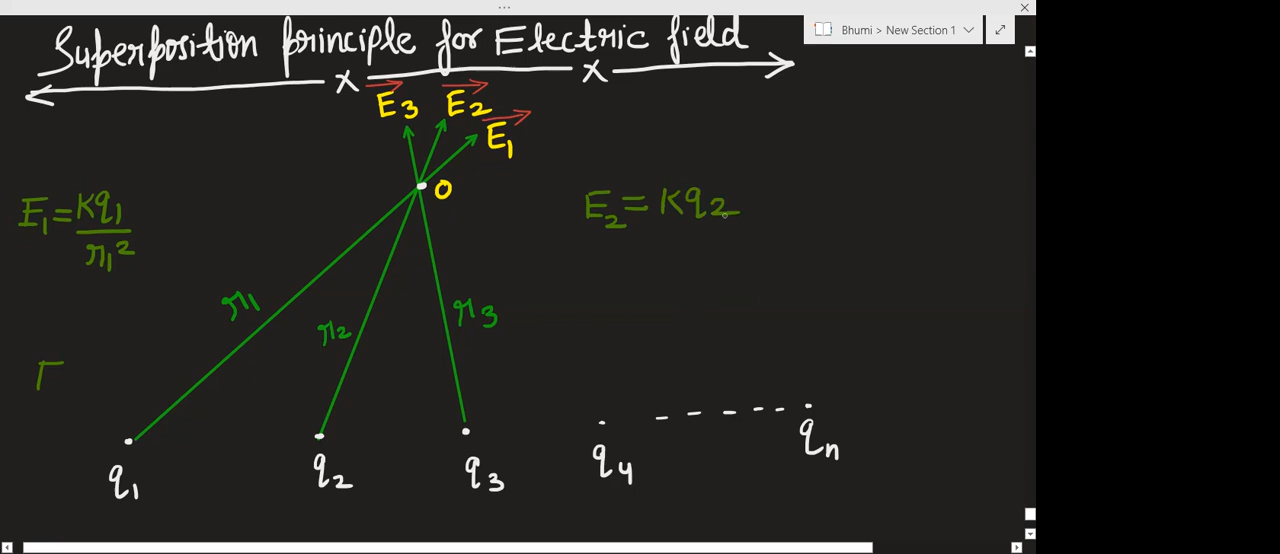 Bhumi > New Section 1
Superposition principle for Electric field
E3 E2 E1
O
E1 = Kq1/r1²
E2 = Kq2
r1 r2 r3
q1 q2 q3 q4 qn